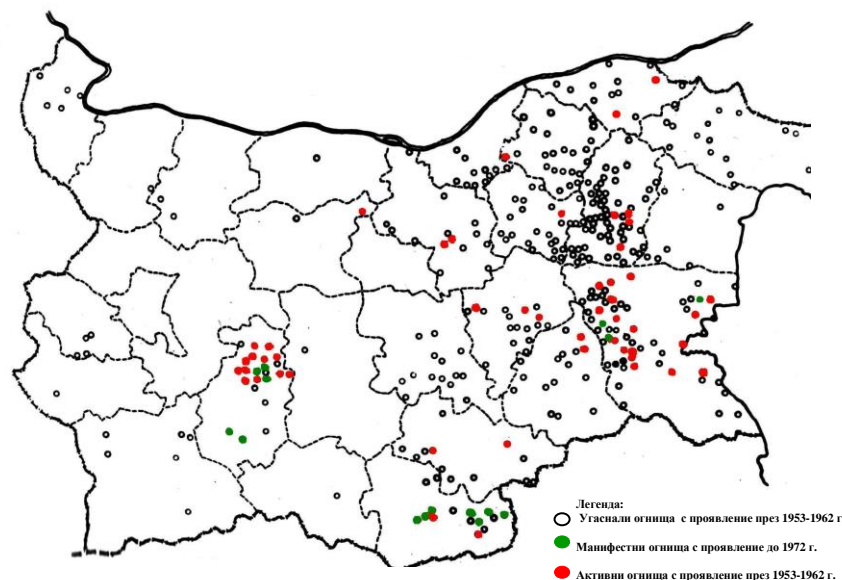 Легенда:
Угаснали огнища с проявление през 1953-1962 г
Манифестни огнища с проявление до 1972 г.
Активни огнища с проявление през 1953-1962 г.